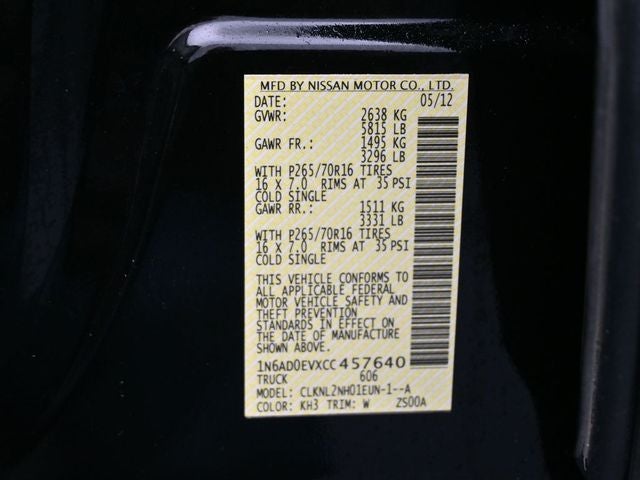 MFD BY NISSAN MOTOR CO., LTD.
DATE: 05/12
GVWR: 2638 KG
5815 LB
GAWR FR.: 1495 KG
3296 LB
WITH P265/70R16 TIRES
16 X 7.0 RIMS AT 35 PSI
COLD SINGLE
GAWR RR.: 1511 KG
3331 LB
WITH P265/70R16 TIRES
16 X 7.0 RIMS AT 35 PSI
COLD SINGLE
THIS VEHICLE CONFORMS TO
ALL APPLICABLE FEDERAL
MOTOR VEHICLE SAFETY AND
THEFT PREVENTION
STANDARDS IN EFFECT ON
THE DATE OF MANUFACTURE
SHOWN ABOVE.
1N6AD0EVXCC457640
TRUCK 606
MODEL: CLKNL2NH01EUN-1--A
COLOR: KH3 TRIM: W ZS00A